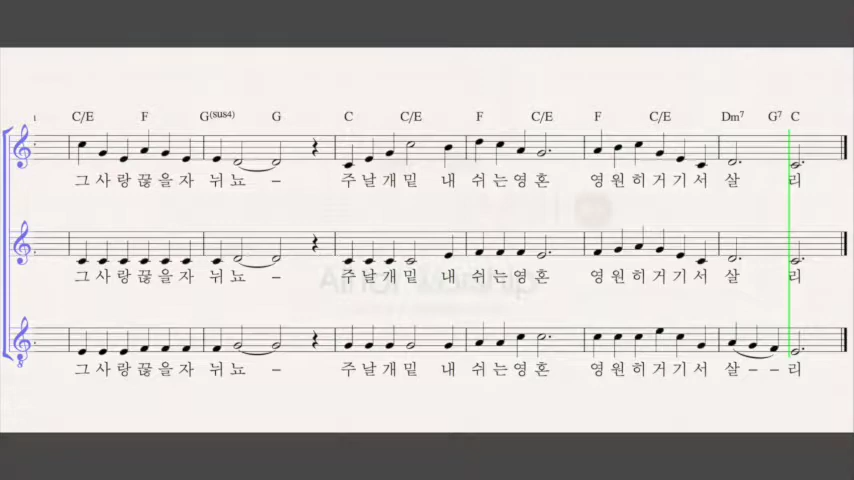 C/E F G(sus4) G C C/E F C/E F C/E Dm7 G7 C
그사랑끊을자 뉘뇨 – 주날개밑 내 쉬는영혼 영원히거기서 살 리
그사랑끊을자 뉘뇨 – 주날개밑 내 쉬는영혼 영원히거기서 살 리
그사랑끊을자 뉘뇨 – 주날개밑 내 쉬는영혼 영원히거기서 살 – – 리